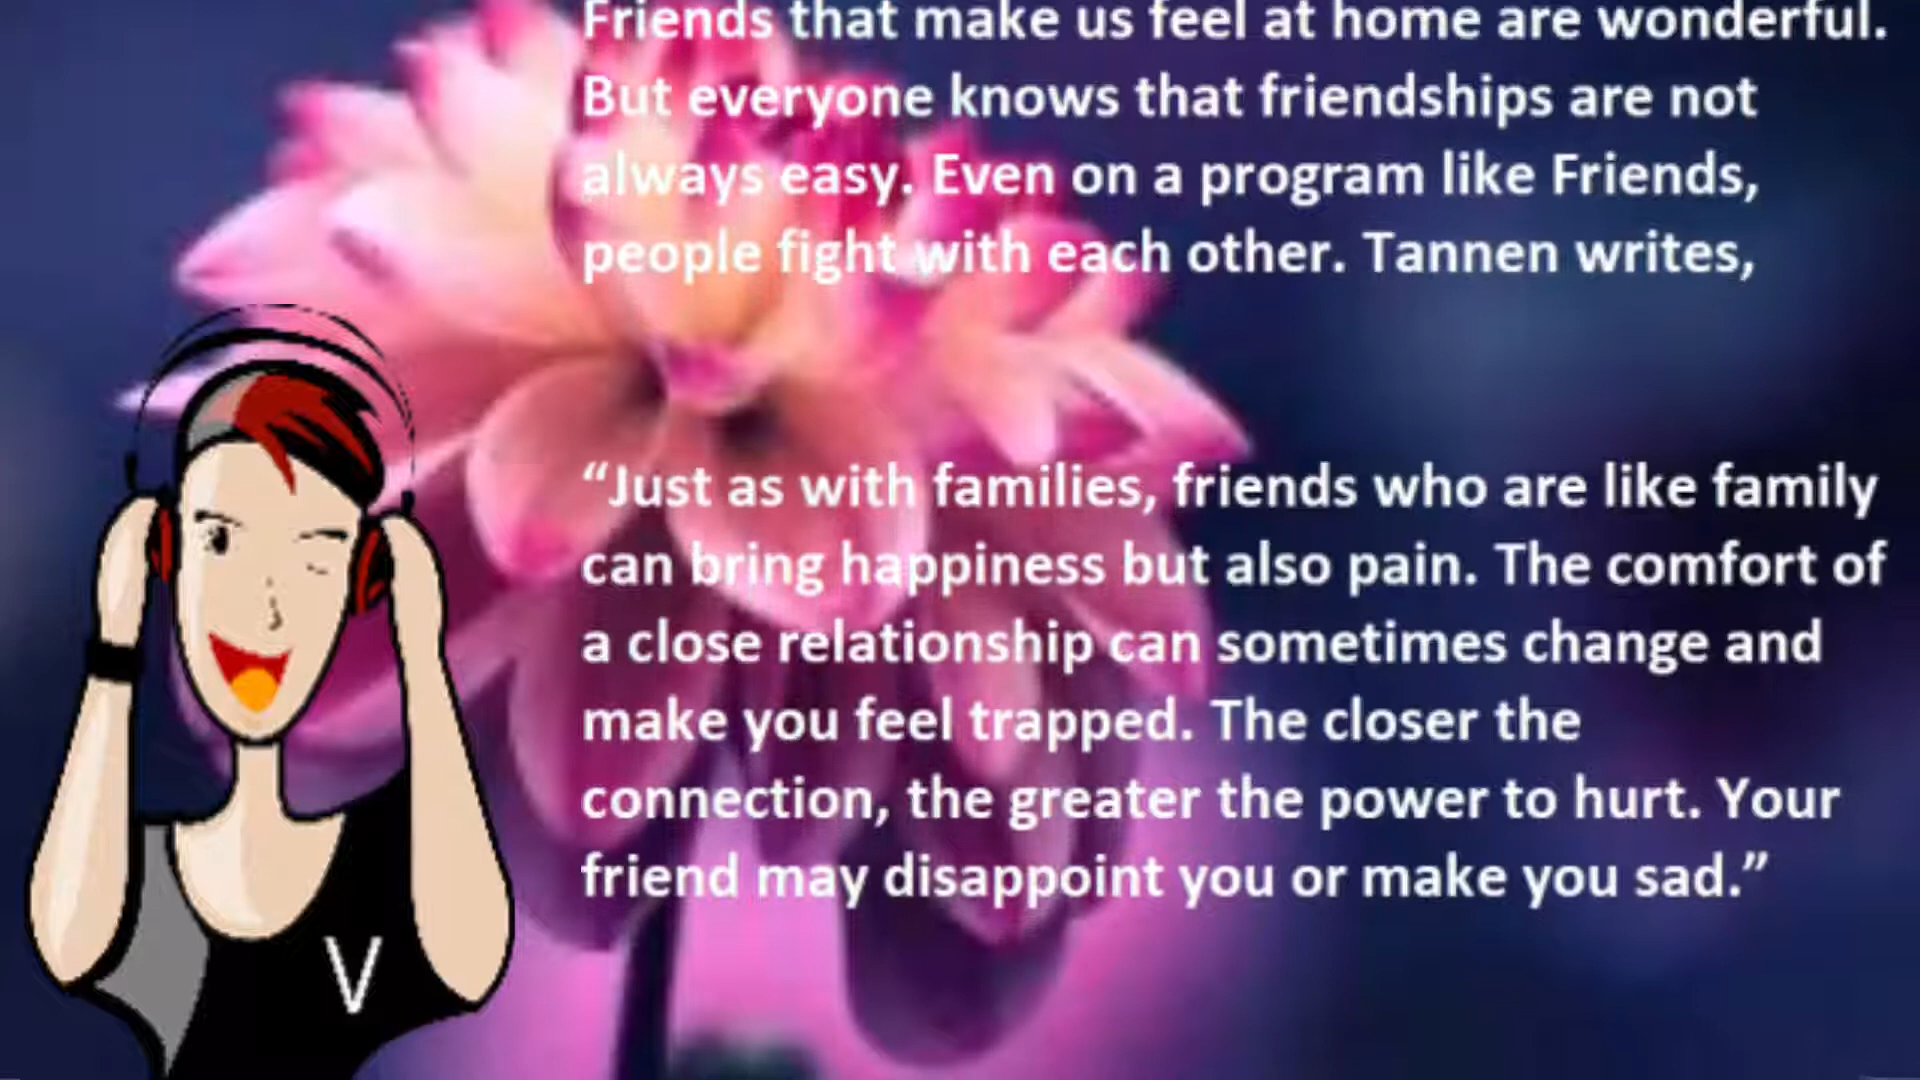 Friends that make us feel at home are wonderful.
But everyone knows that friendships are not
always easy. Even on a program like Friends,
people fight with each other. Tannen writes,
“Just as with families, friends who are like family
can bring happiness but also pain. The comfort of
a close relationship can sometimes change and
make you feel trapped. The closer the
connection, the greater the power to hurt. Your
friend may disappoint you or make you sad.”
V